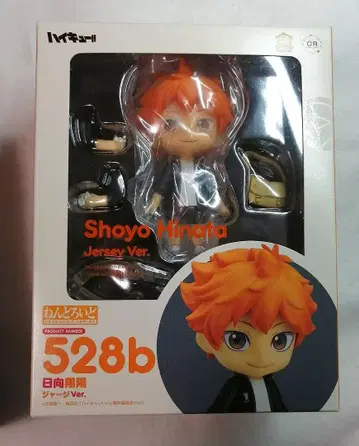 ハイキュー!!
OR
Shoyo Hinata
Jersey Ver.
ねんどろいど
PRODUCT NUMBER
528b
日向翔陽
ジャージVer.